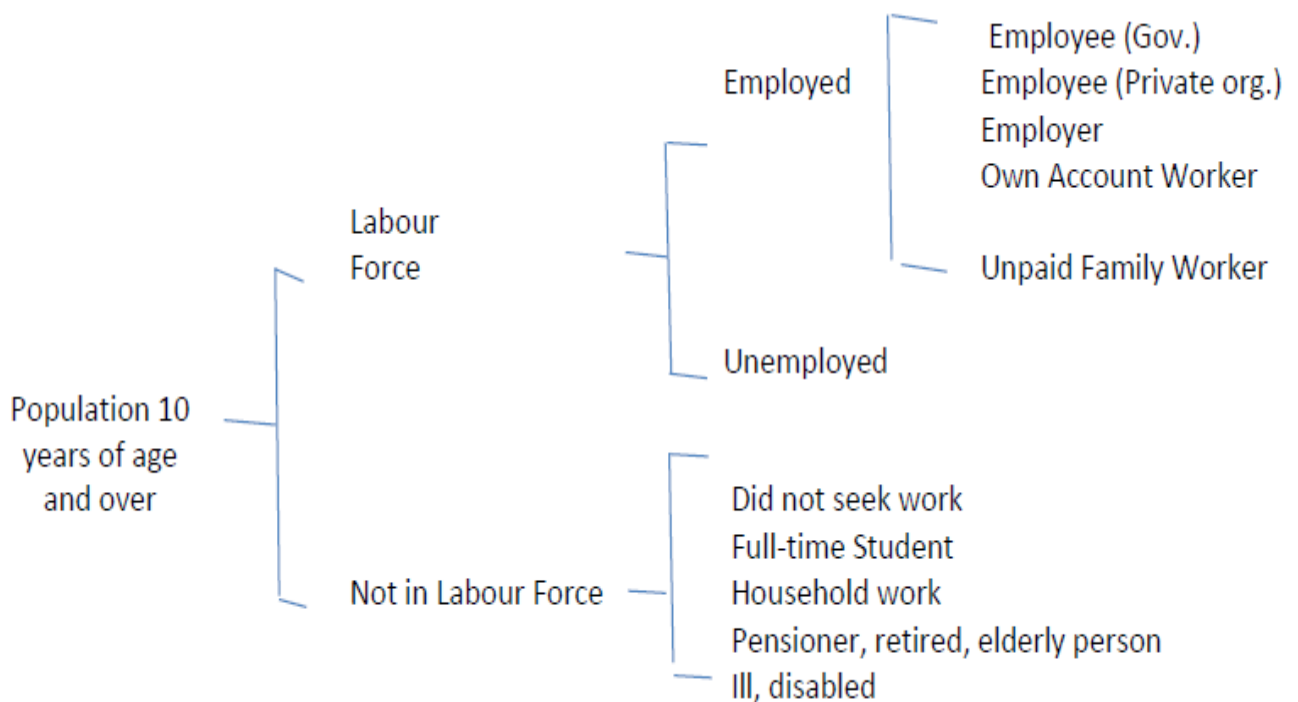 Population 10
years of age
and over
Labour
Force
Employed
Employee (Gov.)
Employee (Private org.)
Employer
Own Account Worker
Unpaid Family Worker
Unemployed
Not in Labour Force
Did not seek work
Full-time Student
Household work
Pensioner, retired, elderly person
Ill, disabled